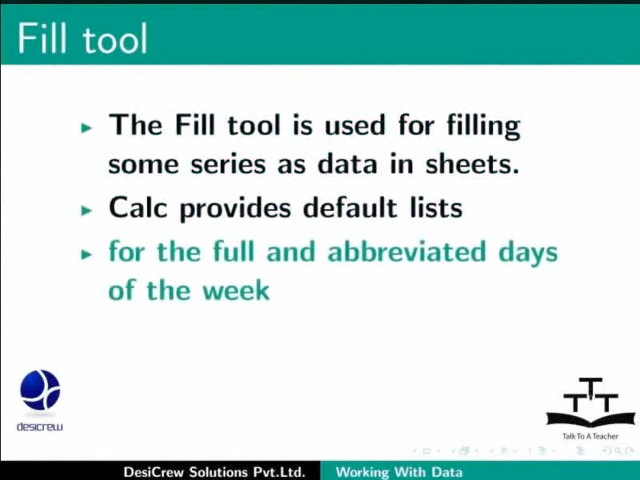 Fill tool
The Fill tool is used for filling
some series as data in sheets.
Calc provides default lists
for the full and abbreviated days
of the week
desicrew
TTT
Talk To A Teacher
DesiCrew Solutions Pvt.Ltd. Working With Data